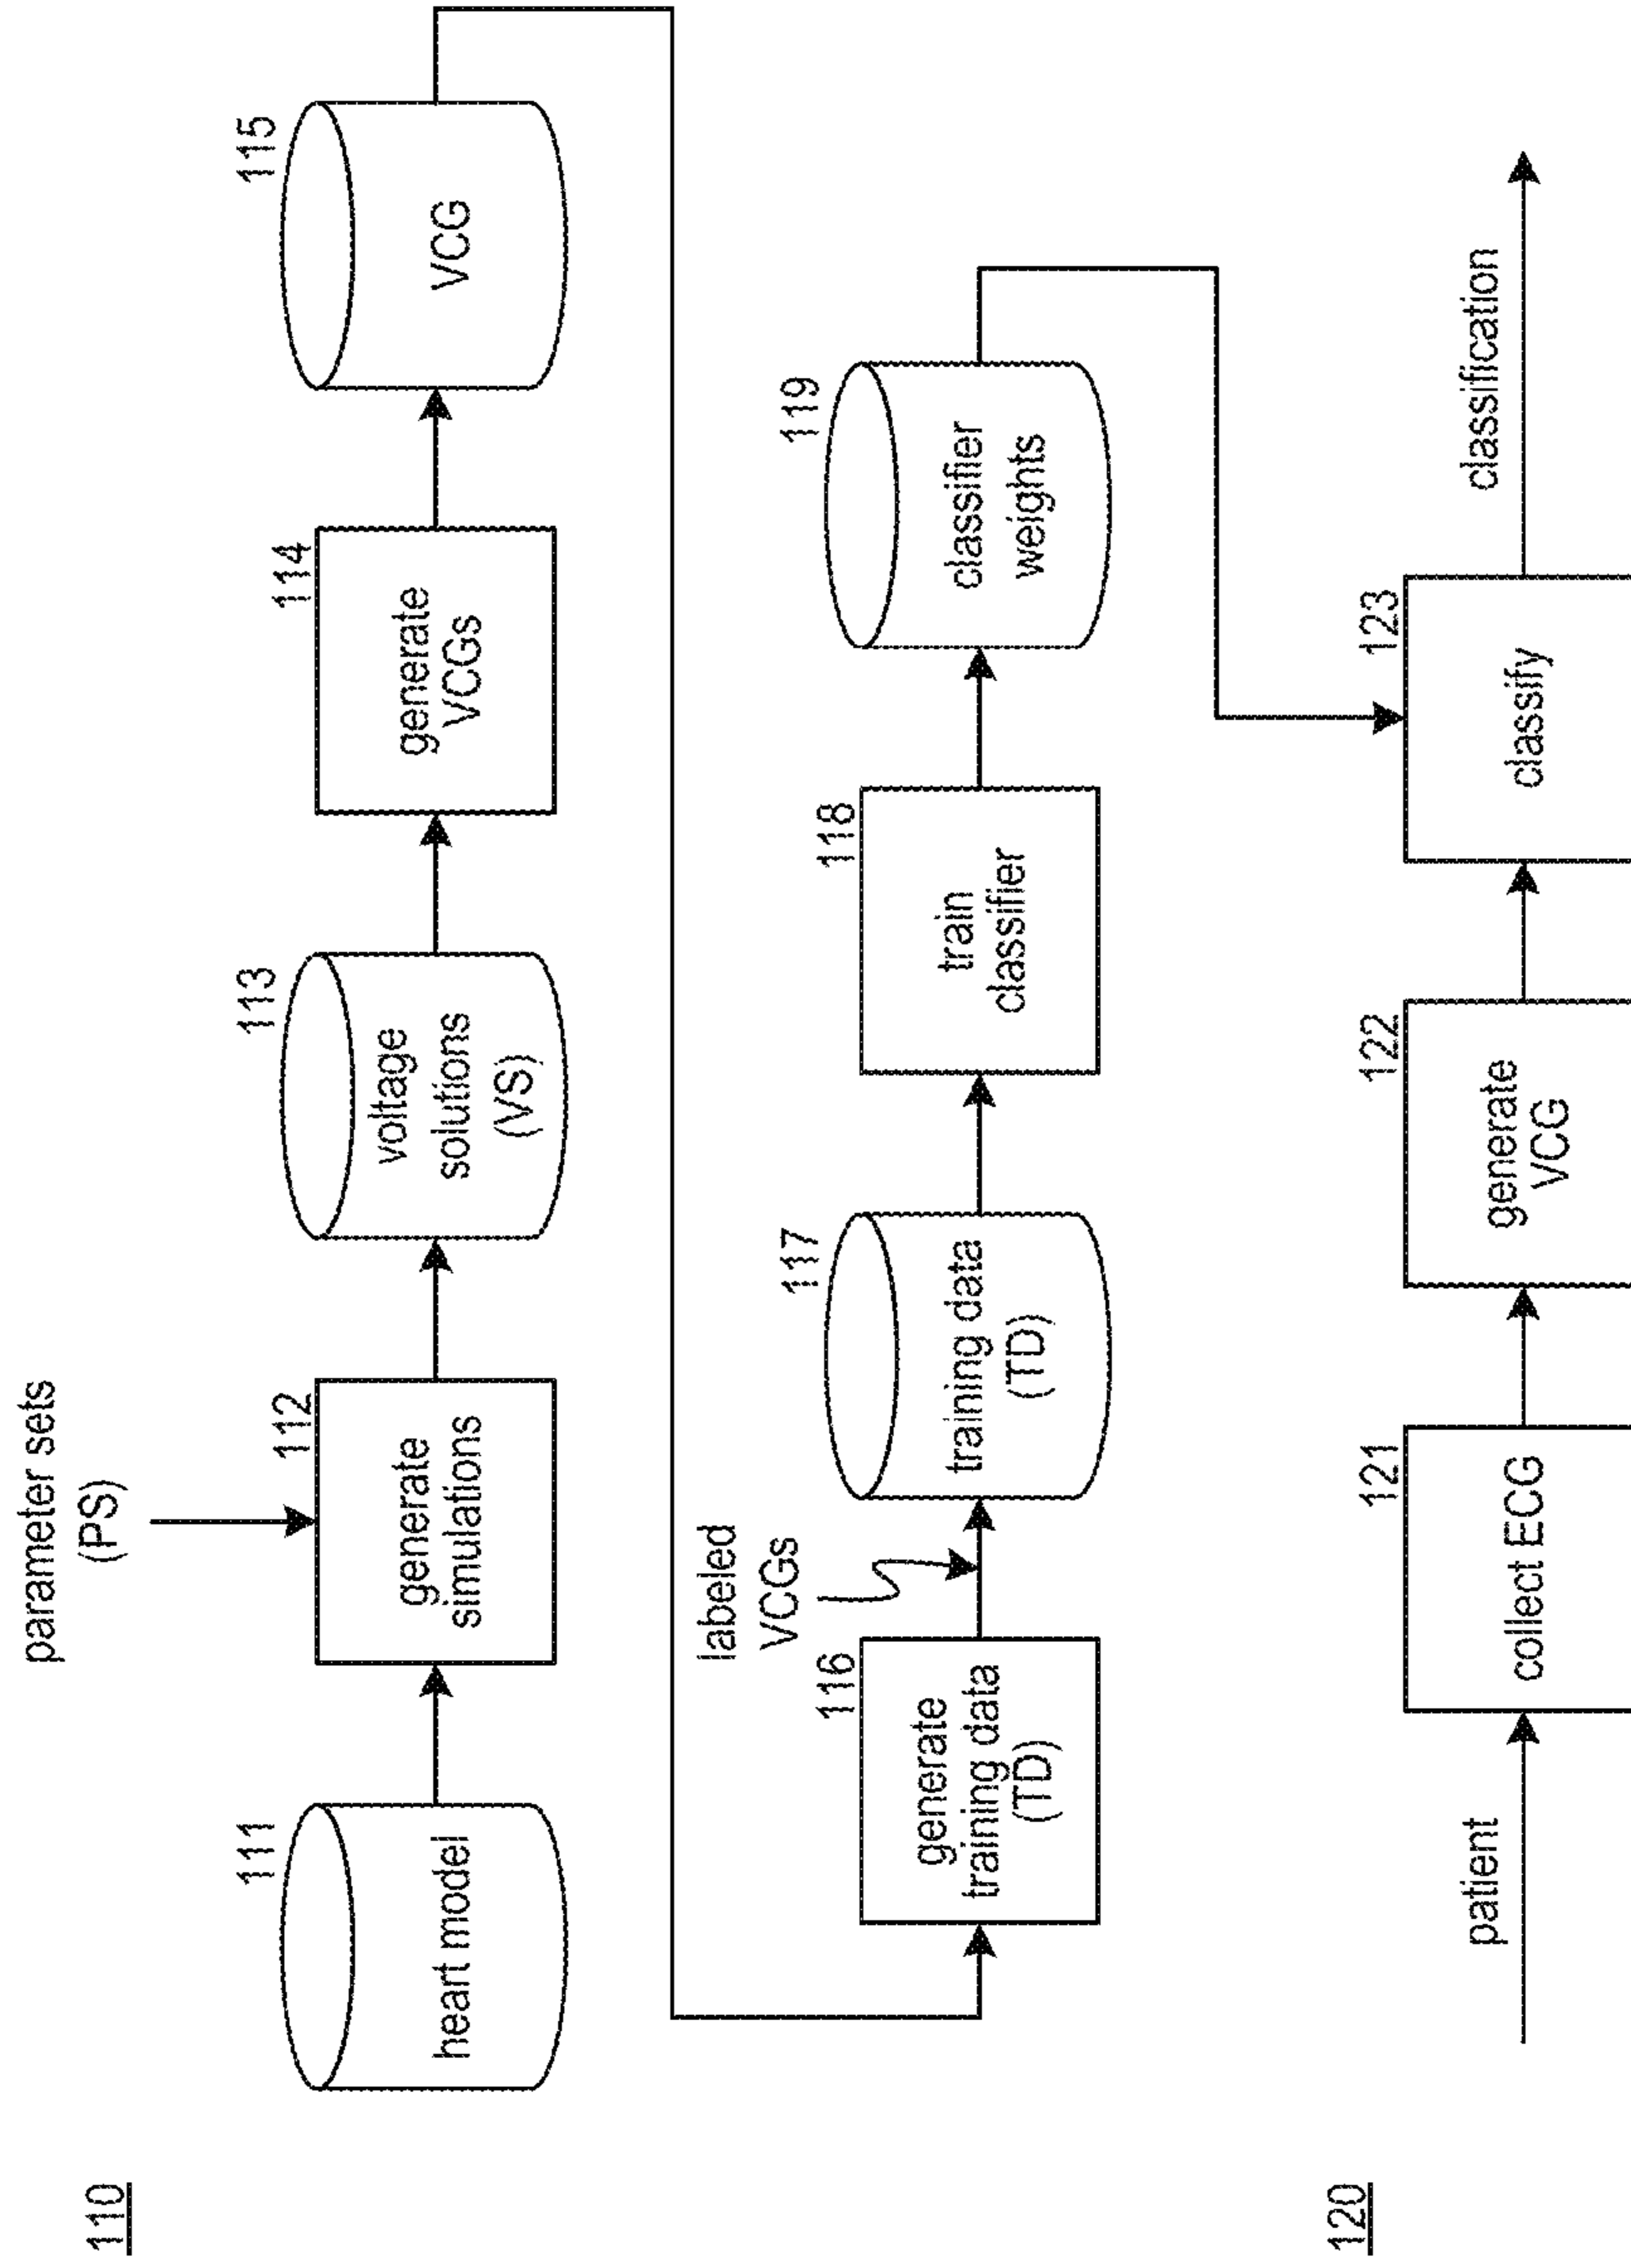 110
parameter sets
(PS)
111
heart model
112
generate
simulations
113
voltage
solutions
(VS)
114
generate
VCGs
115
VCG
116
generate
training data
(TD)
labeled
VCGs
117
training data
(TD)
118
train
classifier
119
classifier
weights
120
patient
121
collect ECG
122
generate
VCG
123
classify
classification